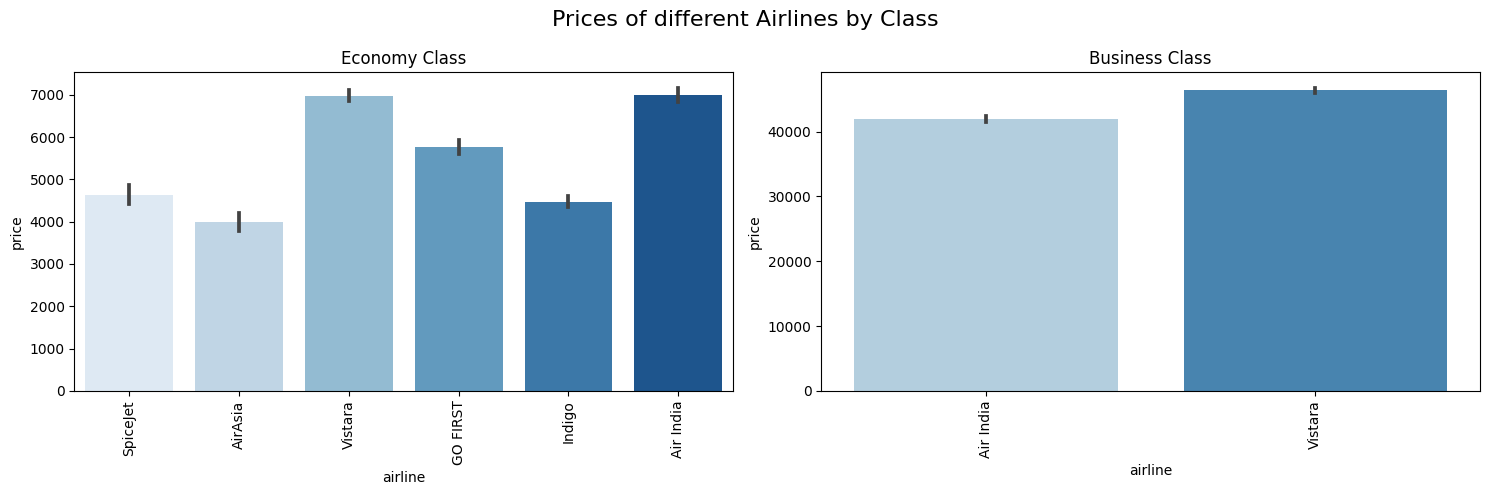 Prices of different Airlines by Class
Economy Class
price
7000
6000
5000
4000
3000
2000
1000
0
SpiceJet
AirAsia
Vistara
GO FIRST
Indigo
Air India
airline
Business Class
price
40000
30000
20000
10000
0
Air India
Vistara
airline